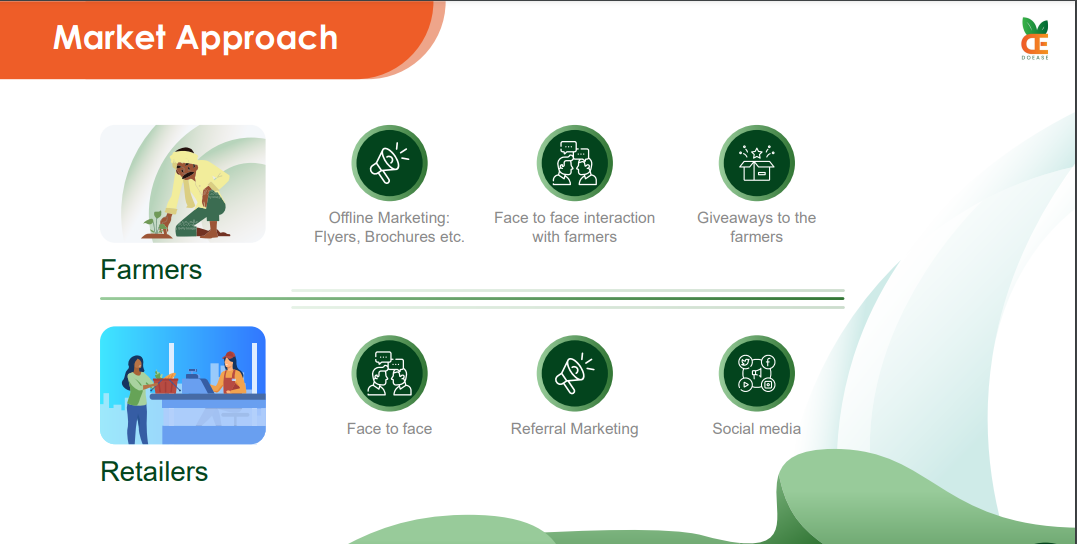 Market Approach
DOEASE
Offline Marketing:
Flyers, Brochures etc.
Face to face interaction
with farmers
Giveaways to the
farmers
Farmers
Face to face
Referral Marketing
Social media
Retailers